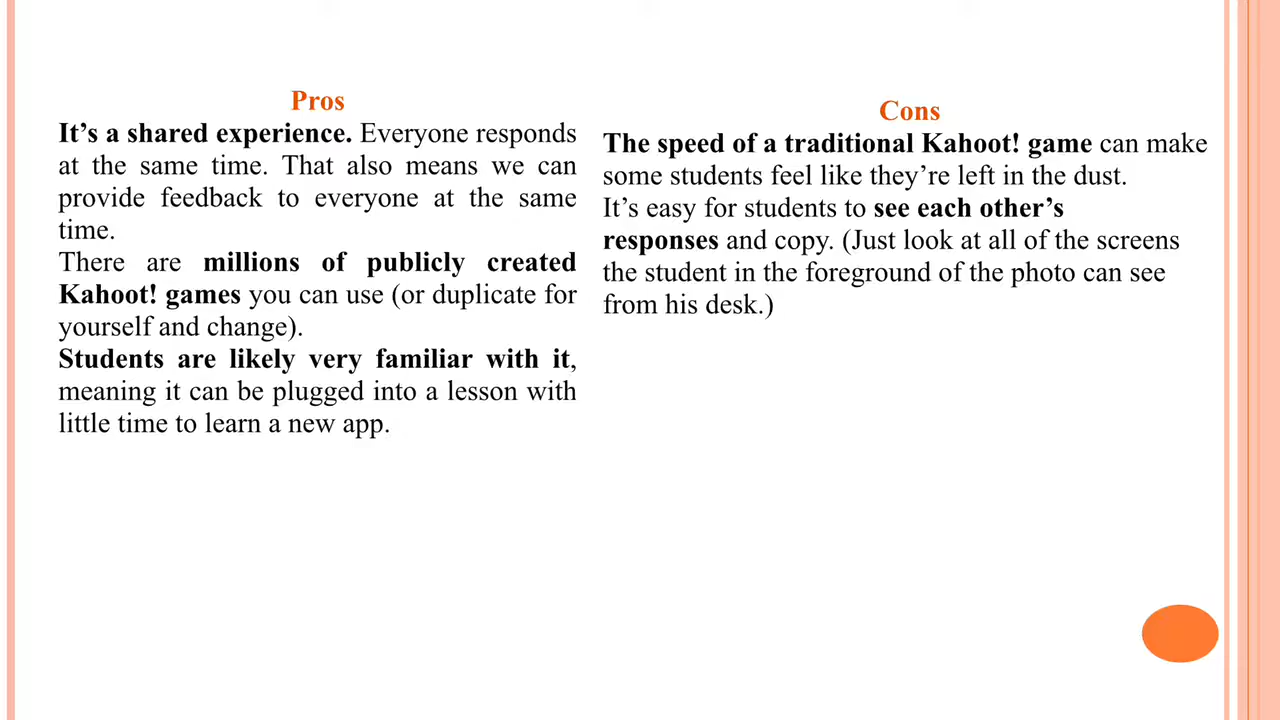 Pros
It’s a shared experience. Everyone responds
at the same time. That also means we can
provide feedback to everyone at the same
time.
There are millions of publicly created
Kahoot! games you can use (or duplicate for
yourself and change).
Students are likely very familiar with it,
meaning it can be plugged into a lesson with
little time to learn a new app.
Cons
The speed of a traditional Kahoot! game can make
some students feel like they’re left in the dust.
It’s easy for students to see each other’s
responses and copy. (Just look at all of the screens
the student in the foreground of the photo can see
from his desk.)